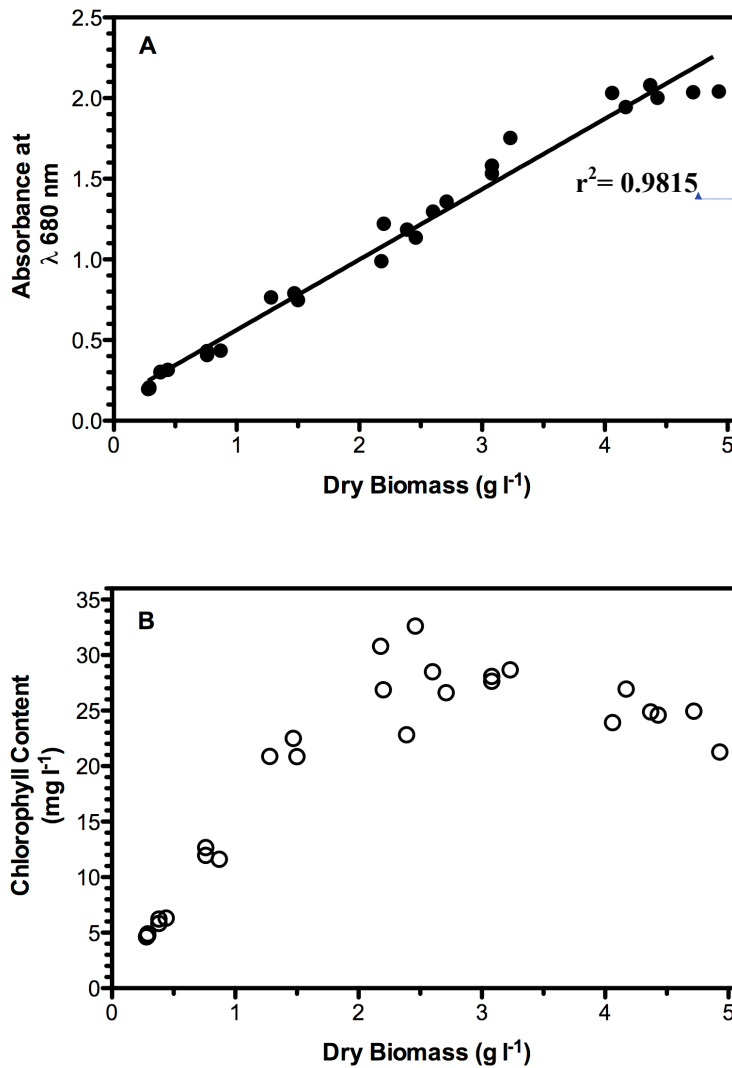 A
2.5
2.0
1.5
1.0
0.5
0.0
Absorbance at
λ 680 nm
r²= 0.9815
0 1 2 3 4 5
Dry Biomass (g l⁻¹)
B
35
30
25
20
15
10
5
0
Chlorophyll Content
(mg l⁻¹)
0 1 2 3 4 5
Dry Biomass (g l⁻¹)